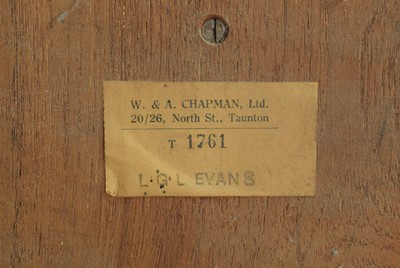 W. & A. CHAPMAN, Ltd.
20/26, North St., Taunton
T 1761
L G L EVANS